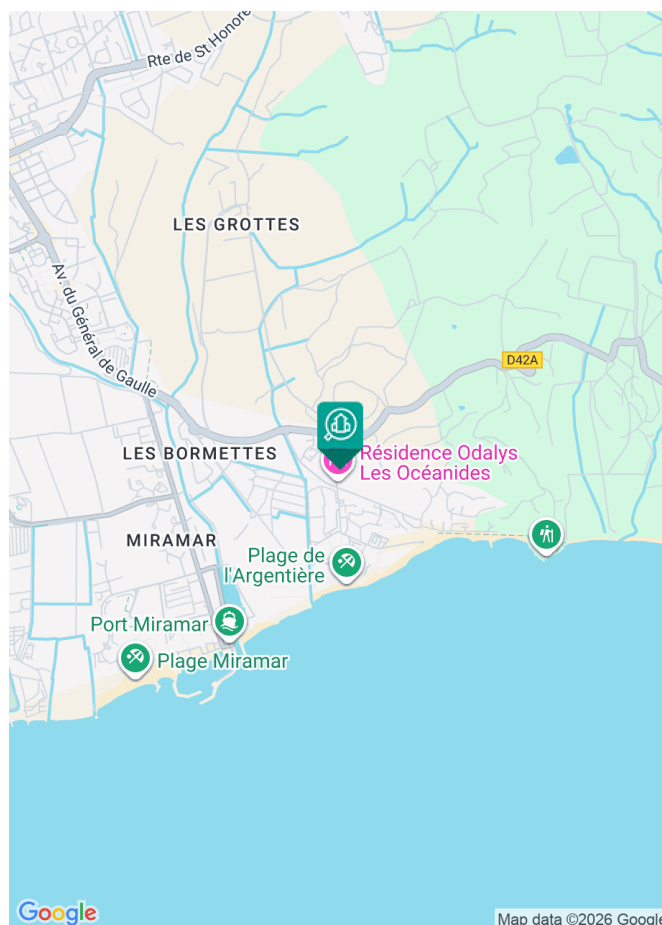 Rte de St Honoré
LES GROTTES
Av. du Général de Gaulle
D42A
LES BORMETTES
Résidence Odalys
Les Océanides
MIRAMAR
Plage de
l'Argentière
Port Miramar
Plage Miramar
Google
Map data ©2026 Google